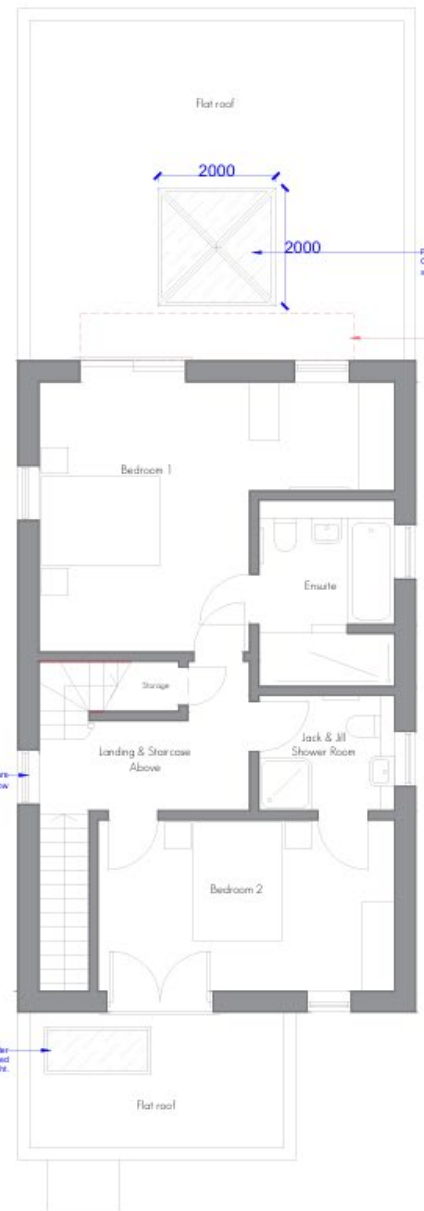 Flat roof
2000
2000
Bedroom 1
Ensuite
Storage
Landing & Staircase
Above
Jack & Jill
Shower Room
Bedroom 2
Flat roof